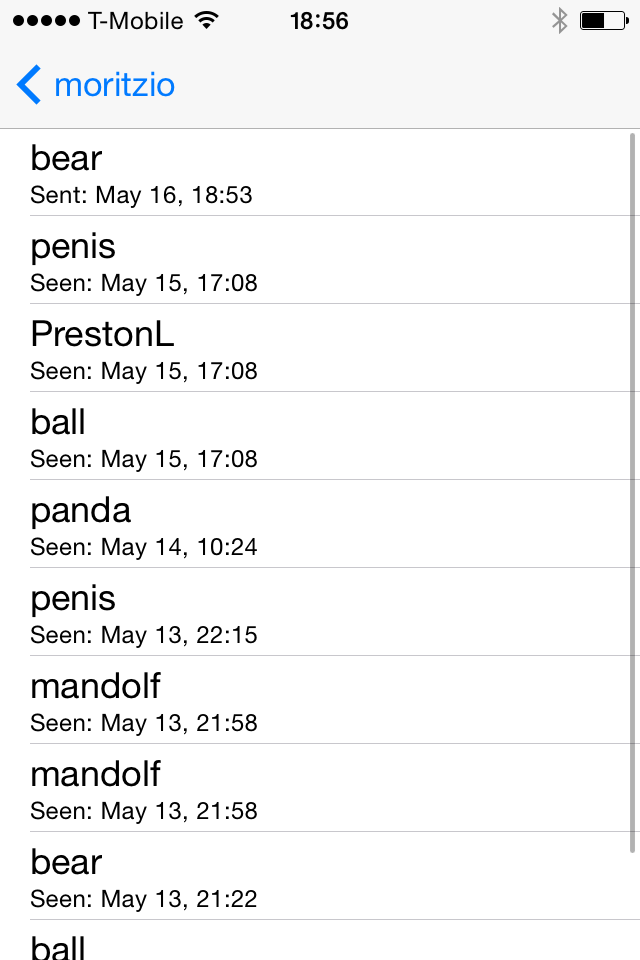 T-Mobile 18:56
moritzio
bear
Sent: May 16, 18:53
penis
Seen: May 15, 17:08
PrestonL
Seen: May 15, 17:08
ball
Seen: May 15, 17:08
panda
Seen: May 14, 10:24
penis
Seen: May 13, 22:15
mandolf
Seen: May 13, 21:58
mandolf
Seen: May 13, 21:58
bear
Seen: May 13, 21:22
ball